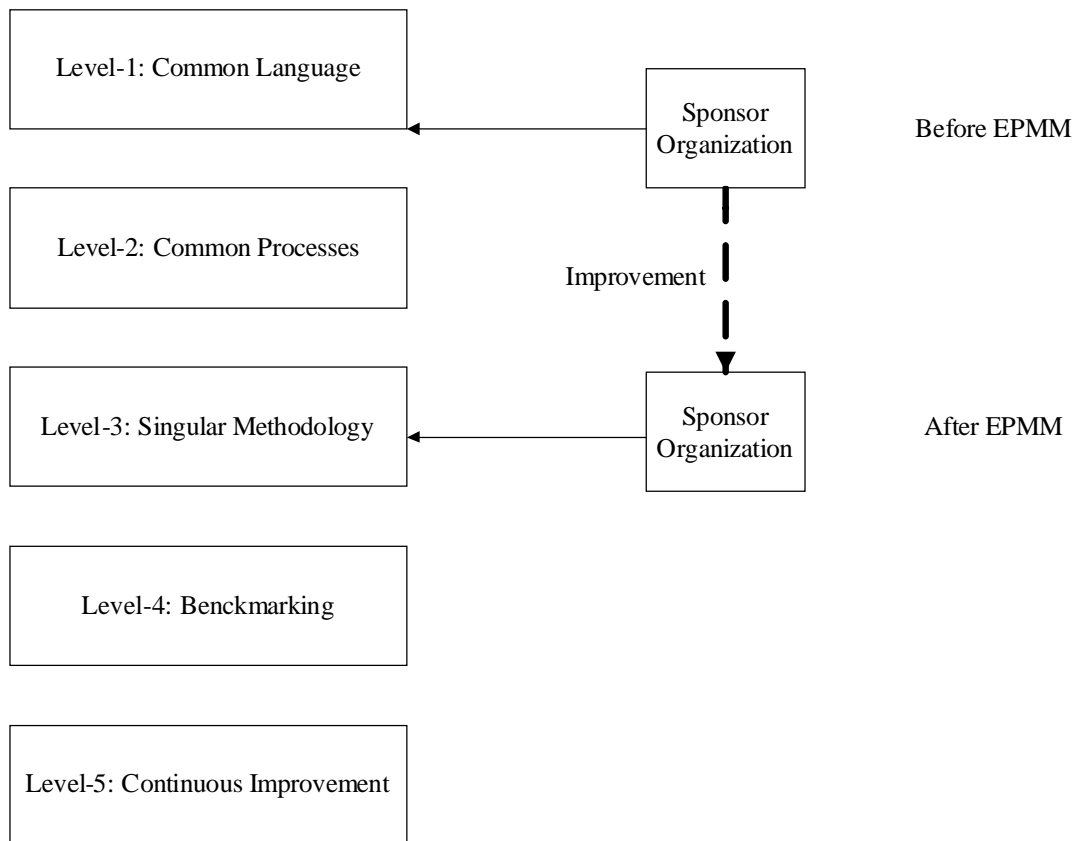 Level-1: Common Language
Sponsor
Organization
Before EPMM
Level-2: Common Processes
Improvement
Level-3: Singular Methodology
Sponsor
Organization
After EPMM
Level-4: Benckmarking
Level-5: Continuous Improvement